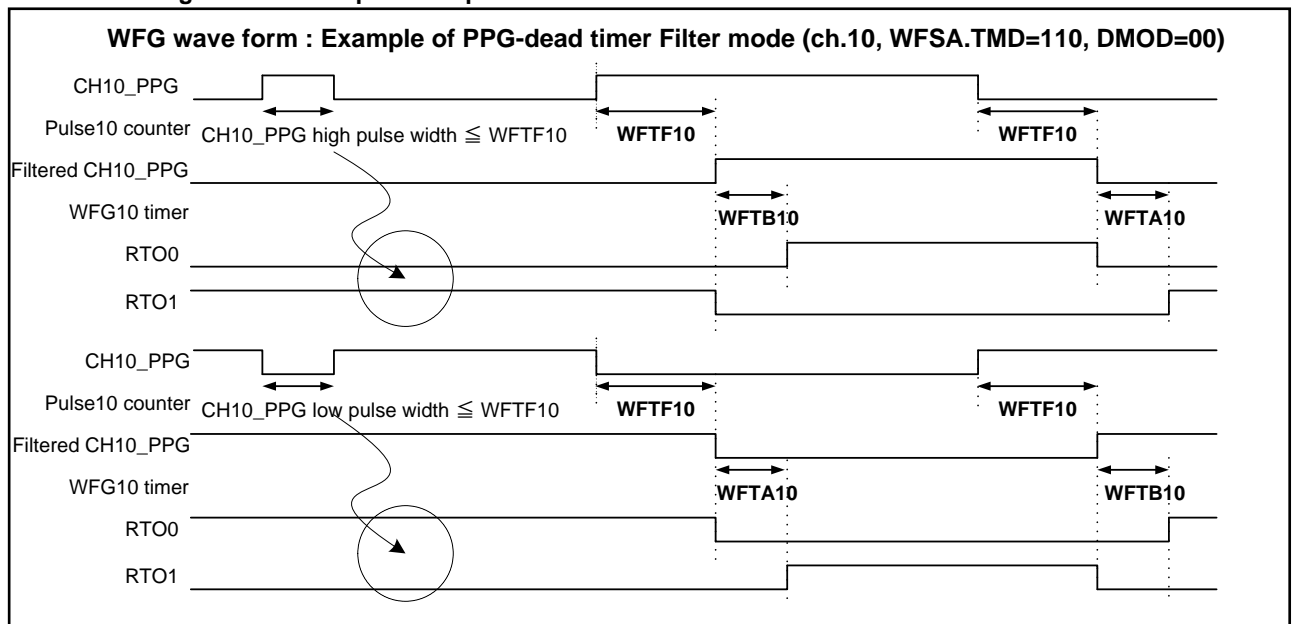 WFG wave form : Example of PPG-dead timer Filter mode (ch.10, WFSA.TMD=110, DMOD=00)
CH10_PPG
Pulse10 counter
CH10_PPG high pulse width ≦ WFTF10
WFTF10
WFTF10
Filtered CH10_PPG
WFG10 timer
WFTB10
WFTA10
RTO0
RTO1
CH10_PPG
Pulse10 counter
CH10_PPG low pulse width ≦ WFTF10
WFTF10
WFTF10
Filtered CH10_PPG
WFG10 timer
WFTA10
WFTB10
RTO0
RTO1